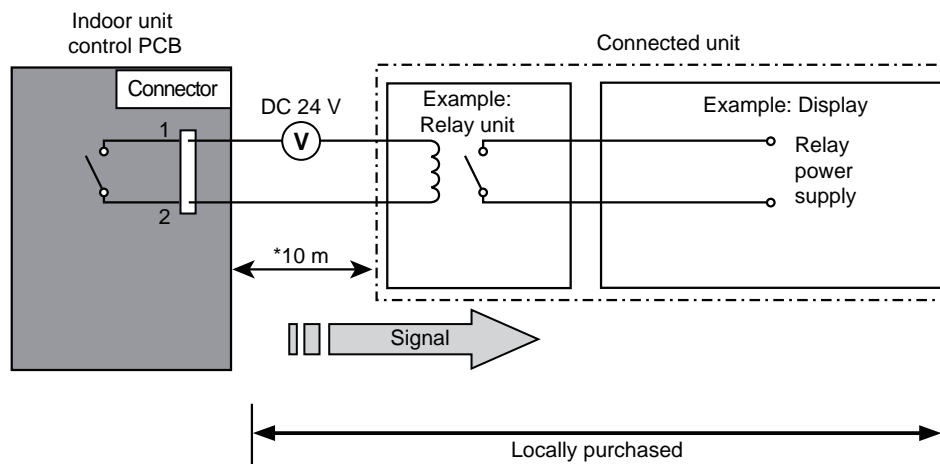 Indoor unit
control PCB
Connector
1
2
DC 24 V
V
*10 m
Connected unit
Example:
Relay unit
Example: Display
Relay
power
supply
Signal
Locally purchased